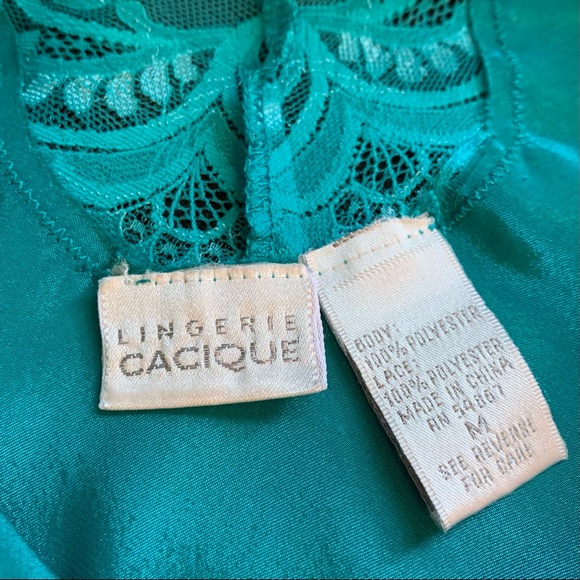 LINGERIE
CACIQUE
BODY:
100% POLYESTER
LACE:
100% POLYESTER
MADE IN CHINA
RN 54867
M
SEE REVERSE
FOR CARE